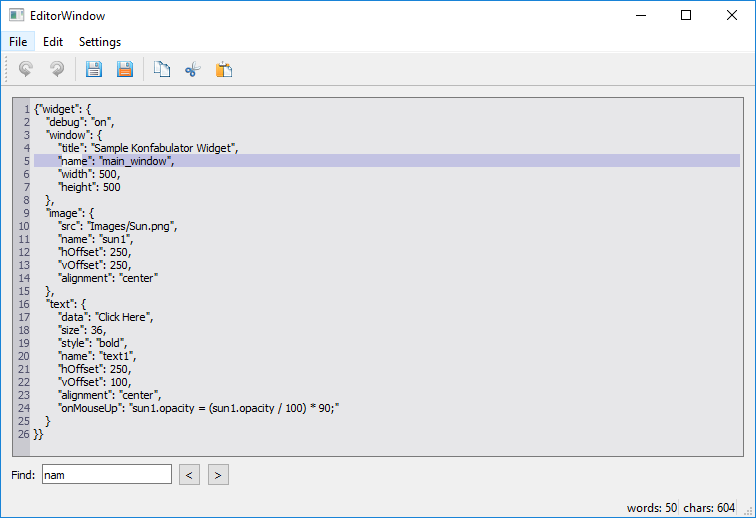 EditorWindow
File Edit Settings
1 {"widget": {
2 "debug": "on",
3 "window": {
4 "title": "Sample Konfabulator Widget",
5 "name": "main_window",
6 "width": 500,
7 "height": 500
8 },
9 "image": {
10 "src": "Images/Sun.png",
11 "name": "sun1",
12 "hOffset": 250,
13 "vOffset": 250,
14 "alignment": "center"
15 },
16 "text": {
17 "data": "Click Here",
18 "size": 36,
19 "style": "bold",
20 "name": "text1",
21 "hOffset": 250,
22 "vOffset": 100,
23 "alignment": "center",
24 "onMouseUp": "sun1.opacity = (sun1.opacity / 100) * 90;"
25 }
26 }}
Find: nam < >
words: 50 chars: 604